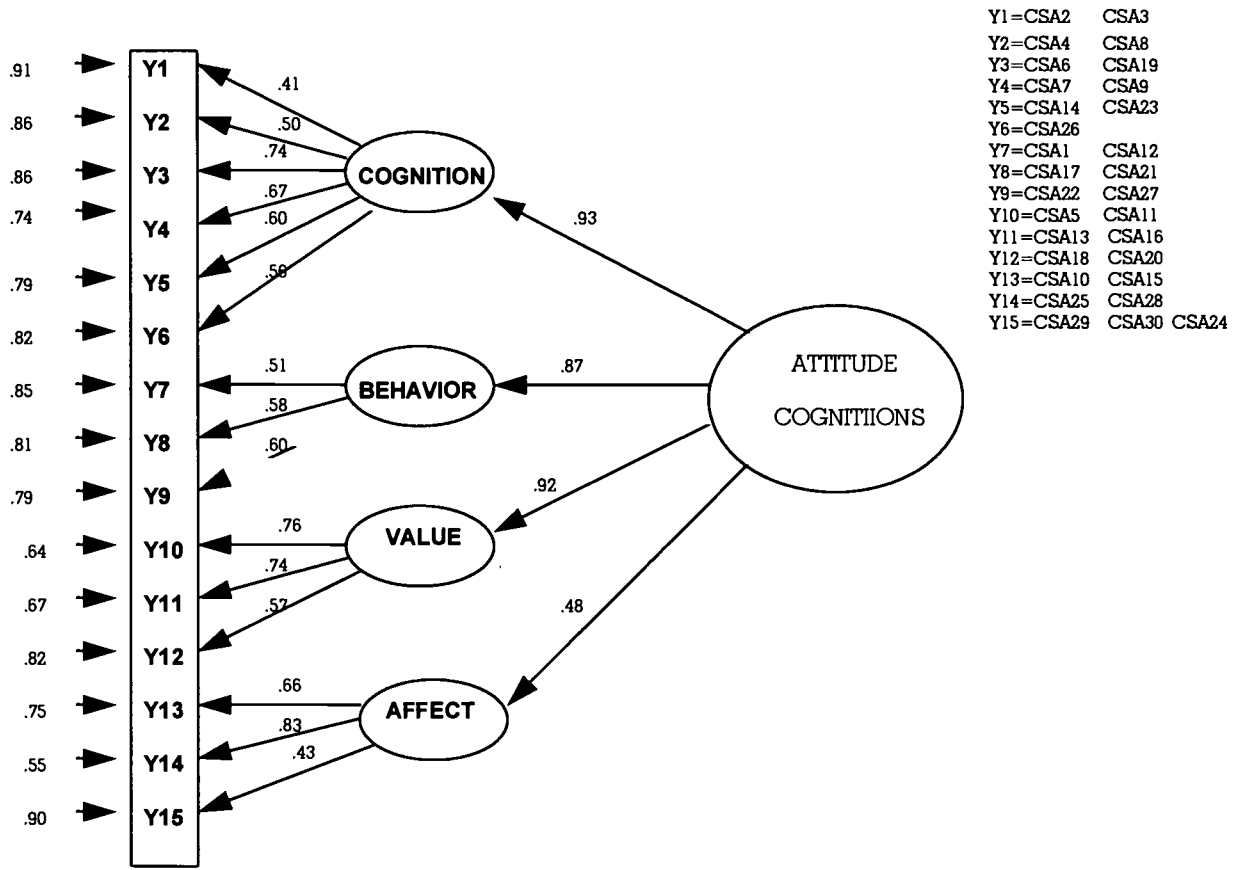 Y1=CSA2 CSA3
Y2=CSA4 CSA8
Y3=CSA6 CSA19
Y4=CSA7 CSA9
Y5=CSA14 CSA23
Y6=CSA26
Y7=CSA1 CSA12
Y8=CSA17 CSA21
Y9=CSA22 CSA27
Y10=CSA5 CSA11
Y11=CSA13 CSA16
Y12=CSA18 CSA20
Y13=CSA10 CSA15
Y14=CSA25 CSA28
Y15=CSA29 CSA30 CSA24
.91 Y1 .41
.86 Y2 .50
.86 Y3 .74
.74 Y4 .67
.79 Y5 .60
.82 Y6
.85 Y7 .51
.81 Y8 .58
.79 Y9 .60
.64 Y10 .76
.67 Y11 .74
.82 Y12 .57
.75 Y13 .66
.55 Y14 .83
.90 Y15 .43
COGNITION
BEHAVIOR
VALUE
AFFECT
.93
.87
.92
.48
ATTITUDE
COGNITIIONS